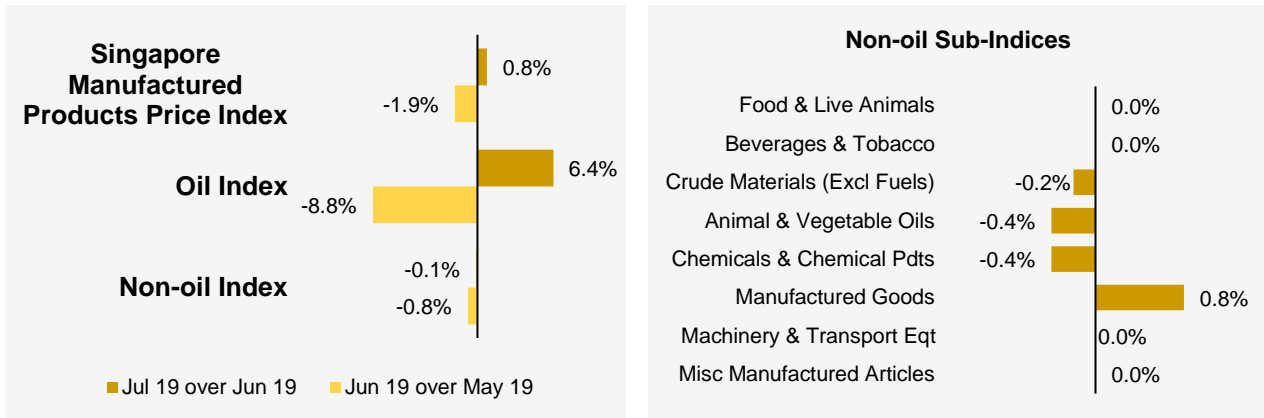 Singapore
Manufactured
Products Price Index
0.8%
-1.9%
Oil Index
6.4%
-8.8%
Non-oil Index
-0.1%
-0.8%
Jul 19 over Jun 19
Jun 19 over May 19
Non-oil Sub-Indices
Food & Live Animals
0.0%
Beverages & Tobacco
0.0%
Crude Materials (Excl Fuels)
-0.2%
Animal & Vegetable Oils
-0.4%
Chemicals & Chemical Pdts
-0.4%
Manufactured Goods
0.8%
Machinery & Transport Eqt
0.0%
Misc Manufactured Articles
0.0%